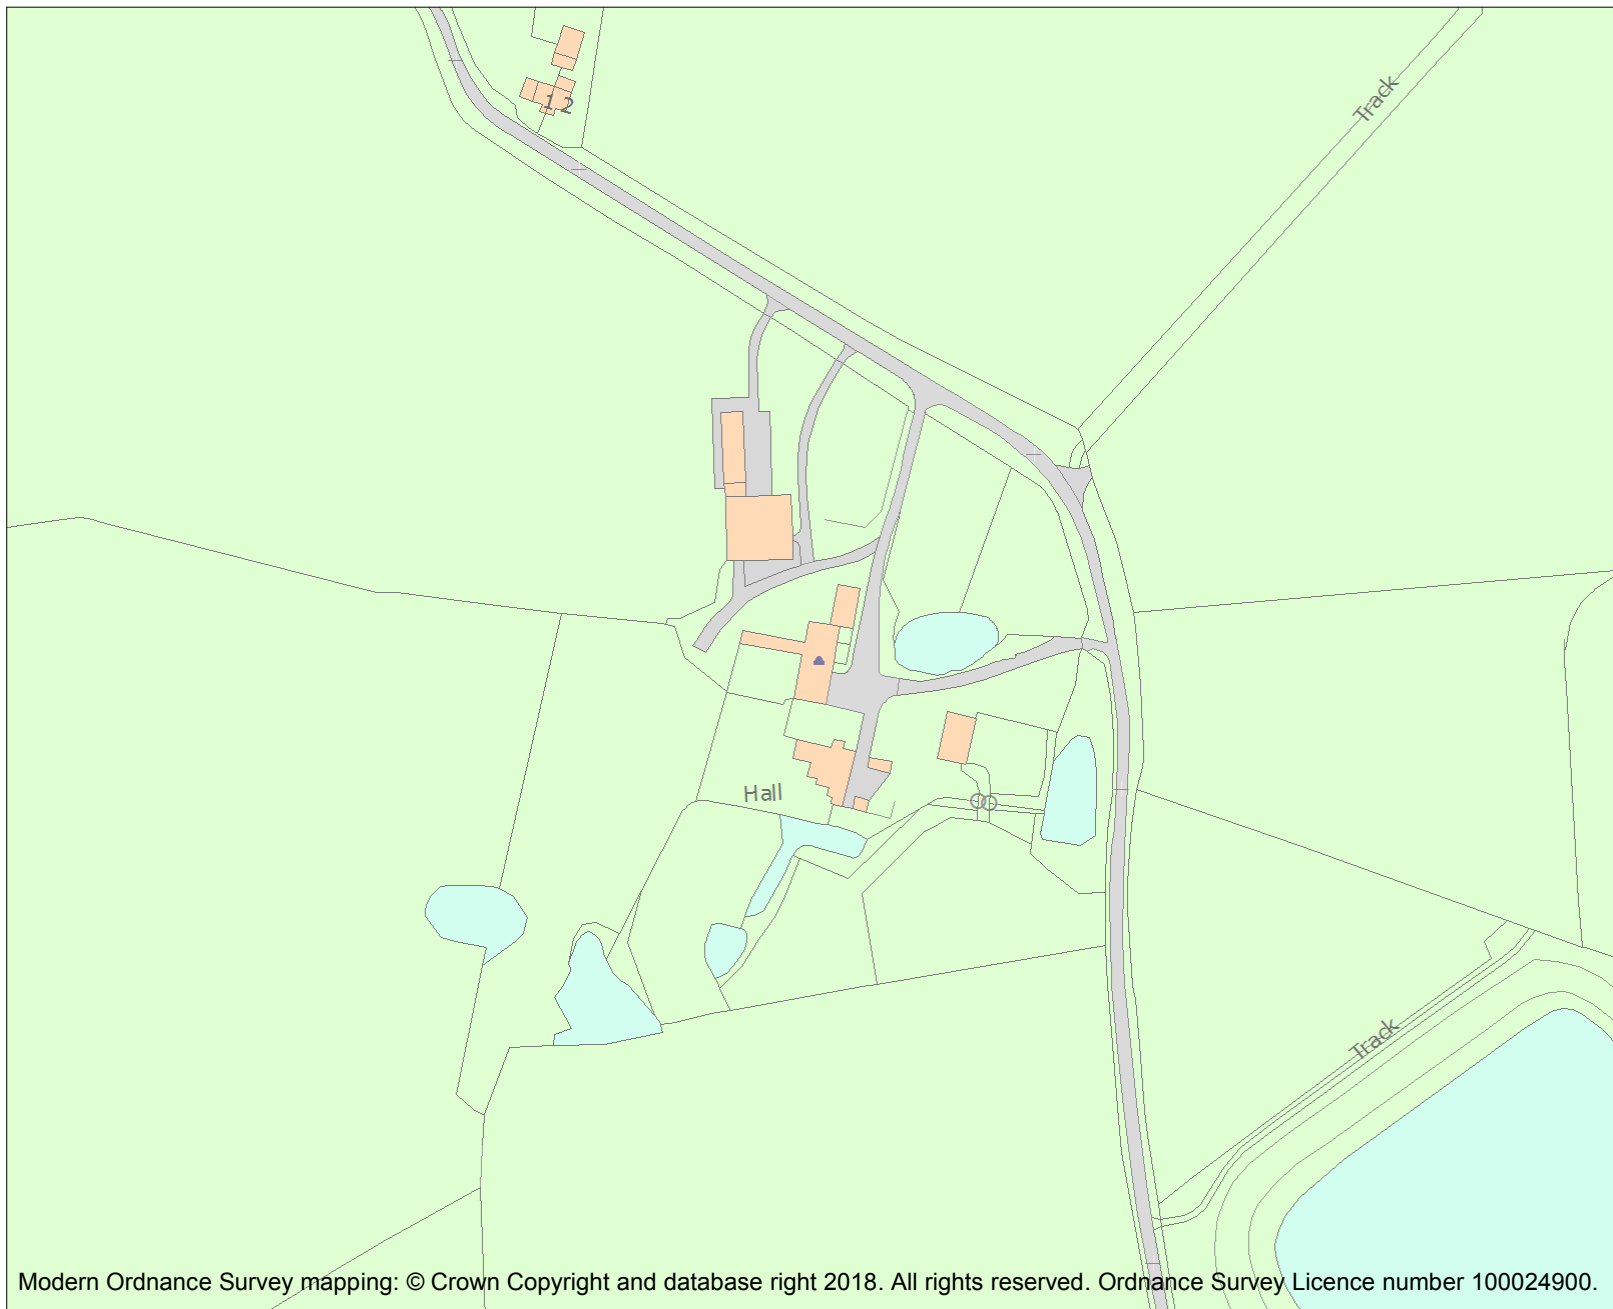 1 2
Track
Hall
Track
Modern Ordnance Survey mapping: © Crown Copyright and database right 2018. All rights reserved. Ordnance Survey Licence number 100024900.